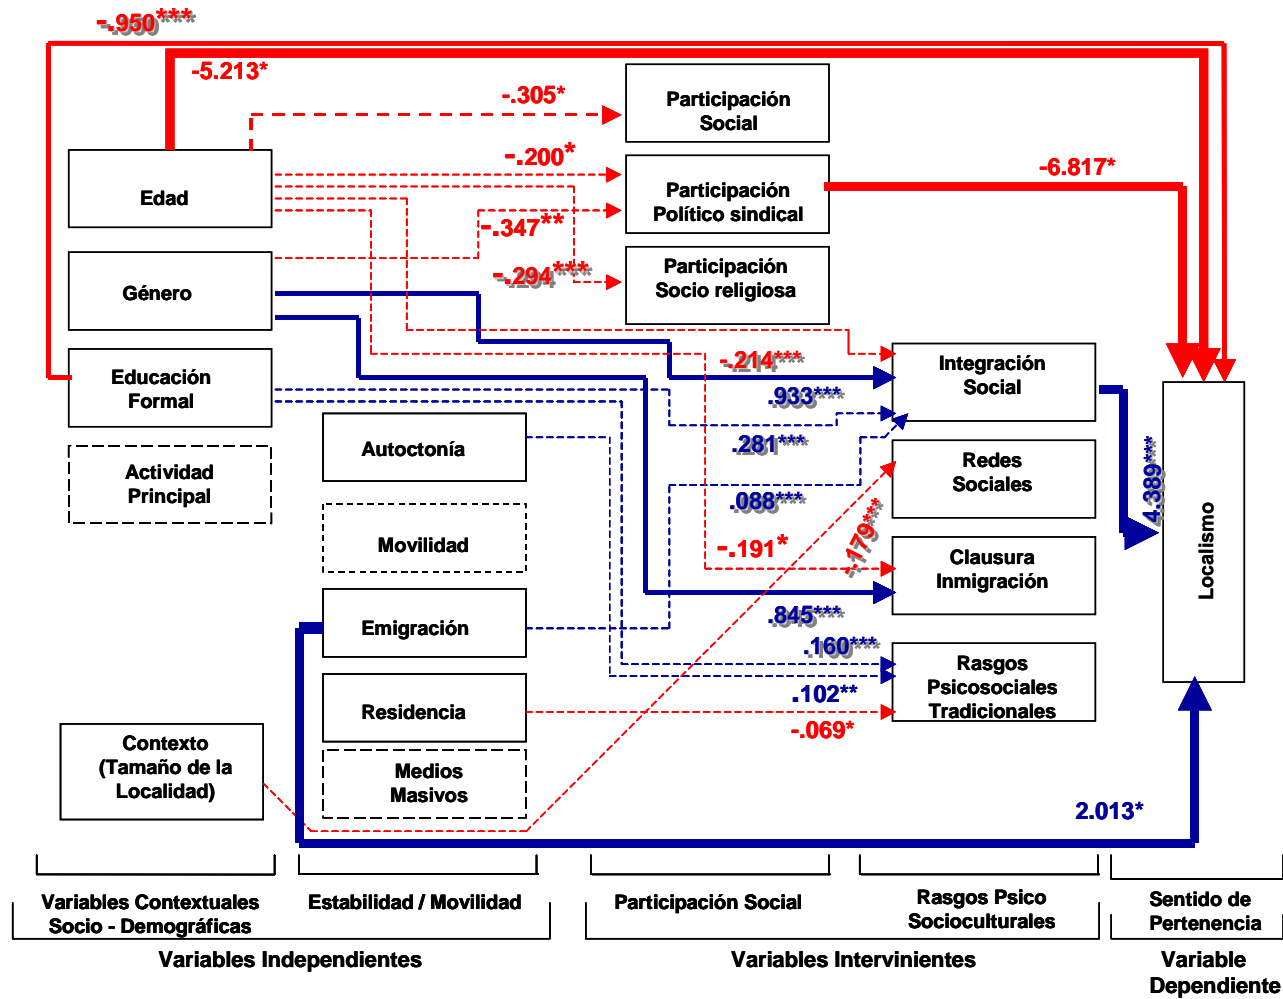 -.950***
-5.213*
-.305*
Participación
Social
-.200*
-6.817*
Edad
Participación
Político sindical
-.347**
Género
-.294***
Participación
Socio religiosa
Educación
Formal
-.214***
Integración
Social
.933***
Actividad
Principal
Autoctonía
.281***
Redes
Sociales
4.389***
.088***
Movilidad
-.191*
-.179***
Clausura
Inmigración
Localismo
Emigración
.845***
.160***
Rasgos
Psicosociales
Tradicionales
.102**
Residencia
-.069*
Contexto
(Tamaño de la
Localidad)
Medios
Masivos
2.013*
Variables Contextuales
Socio - Demográficas
Estabilidad / Movilidad
Participación Social
Rasgos Psico
Socioculturales
Sentido de
Pertenencia
Variables Independientes
Variables Intervinientes
Variable
Dependiente